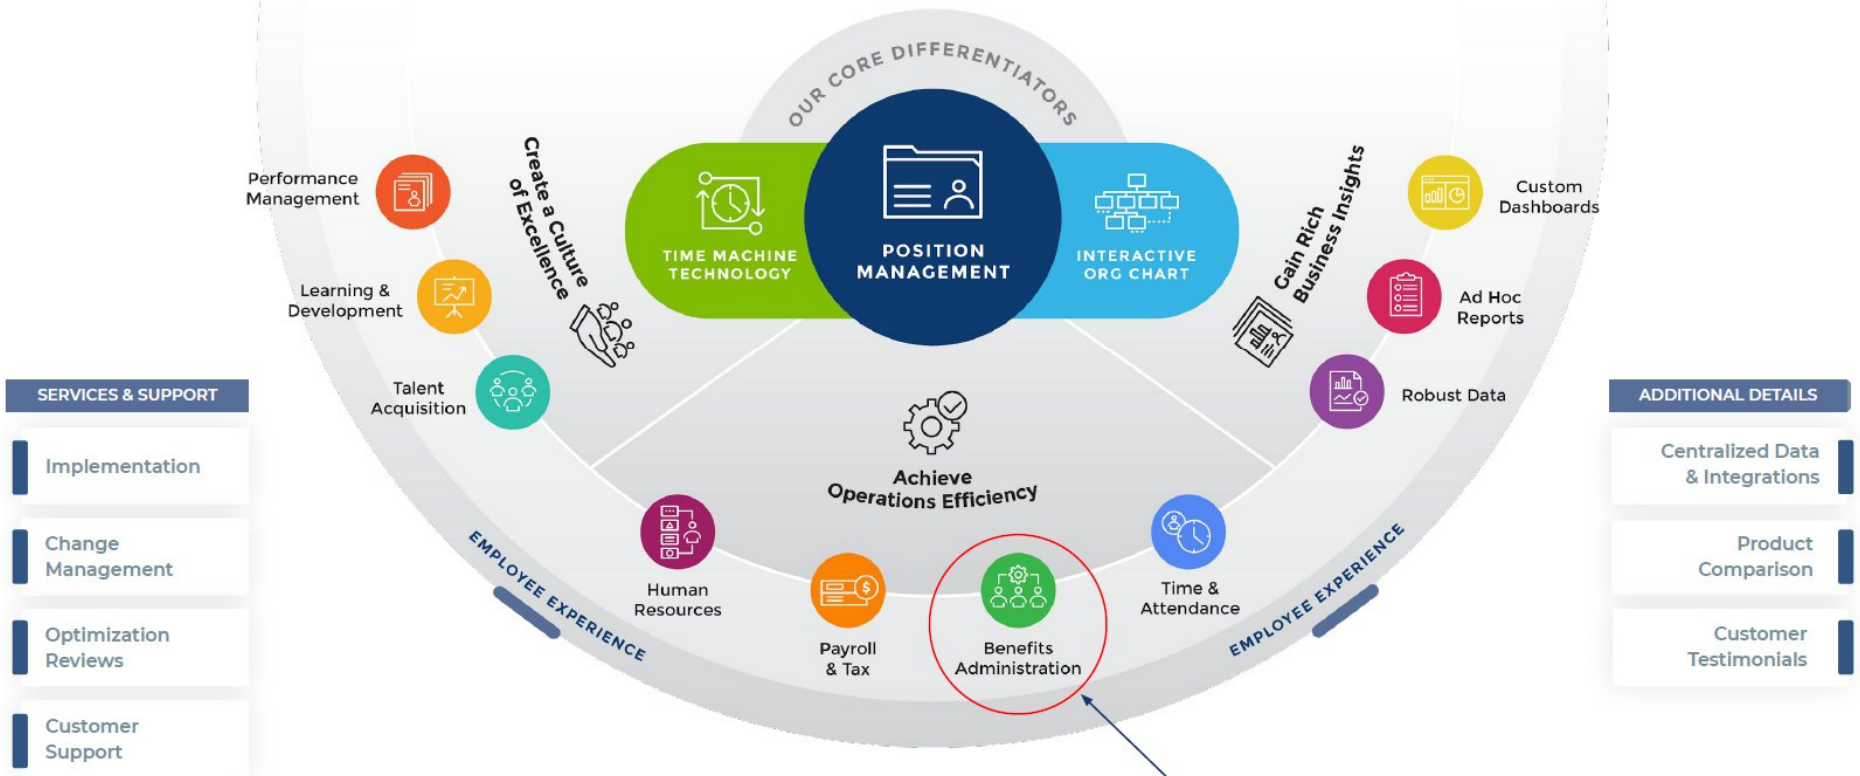 OUR CORE DIFFERENTIATORS
TIME MACHINE
TECHNOLOGY
POSITION
MANAGEMENT
INTERACTIVE
ORG CHART
Create a Culture
of Excellence
Performance
Management
Learning &
Development
Talent
Acquisition
Gain Rich
Business Insights
Custom
Dashboards
Ad Hoc
Reports
Robust Data
Achieve
Operations Efficiency
Human
Resources
Payroll
& Tax
Benefits
Administration
Time &
Attendance
EMPLOYEE EXPERIENCE
EMPLOYEE EXPERIENCE
SERVICES & SUPPORT
Implementation
Change
Management
Optimization
Reviews
Customer
Support
ADDITIONAL DETAILS
Centralized Data
& Integrations
Product
Comparison
Customer
Testimonials